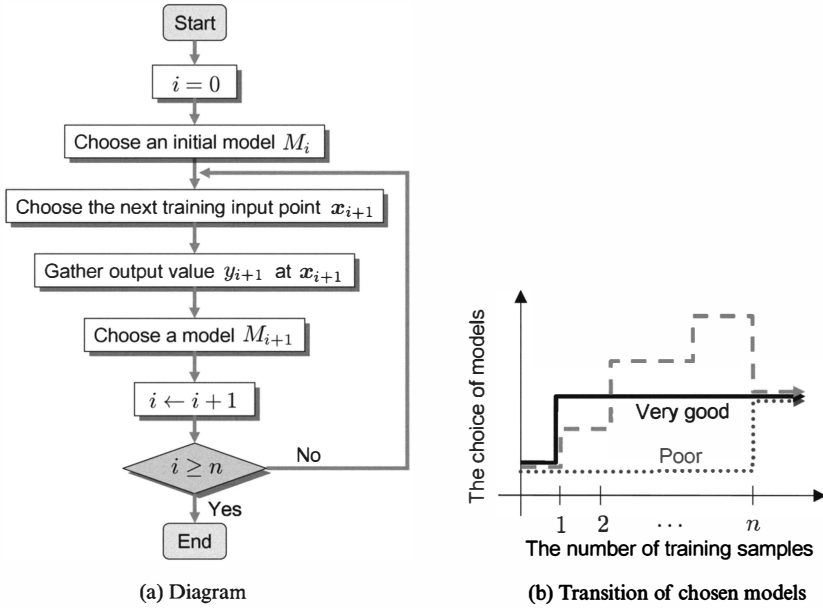 Start
i = 0
Choose an initial model M_i
Choose the next training input point x_{i+1}
Gather output value y_{i+1} at x_{i+1}
Choose a model M_{i+1}
i ← i + 1
i ≥ n
No
Yes
End
(a) Diagram
The choice of models
Very good
Poor
1 2 ⋯ n
The number of training samples
(b) Transition of chosen models